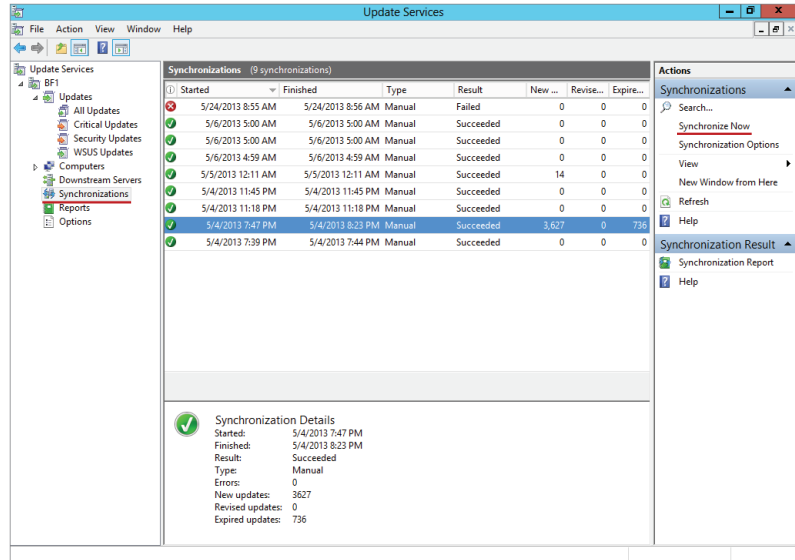 Update Services
File Action View Window Help
Update Services
BF1
Updates
All Updates
Critical Updates
Security Updates
WSUS Updates
Computers
Downstream Servers
Synchronizations
Reports
Options
Synchronizations (9 synchronizations)
Started Finished Type Result New ... Revise... Expire...
5/24/2013 8:55 AM 5/24/2013 8:56 AM Manual Failed 0 0 0
5/6/2013 5:00 AM 5/6/2013 5:00 AM Manual Succeeded 0 0 0
5/6/2013 5:00 AM 5/6/2013 5:00 AM Manual Succeeded 0 0 0
5/6/2013 4:59 AM 5/6/2013 4:59 AM Manual Succeeded 0 0 0
5/5/2013 12:11 AM 5/5/2013 12:11 AM Manual Succeeded 14 0 0
5/4/2013 11:45 PM 5/4/2013 11:45 PM Manual Succeeded 0 0 0
5/4/2013 11:18 PM 5/4/2013 11:18 PM Manual Succeeded 0 0 0
5/4/2013 7:47 PM 5/4/2013 8:23 PM Manual Succeeded 3,627 0 736
5/4/2013 7:39 PM 5/4/2013 7:44 PM Manual Succeeded 0 0 0
Synchronization Details
Started: 5/4/2013 7:47 PM
Finished: 5/4/2013 8:23 PM
Result: Succeeded
Type: Manual
Errors: 0
New updates: 3627
Revised updates: 0
Expired updates: 736
Actions
Synchronizations
Search...
Synchronize Now
Synchronization Options
View
New Window from Here
Refresh
Help
Synchronization Result
Synchronization Report
Help